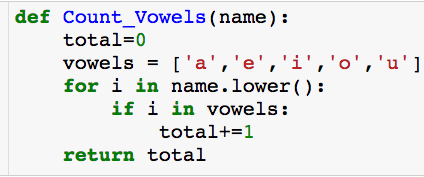 def Count_Vowels(name):
    total=0
    vowels = ['a','e','i','o','u']
    for i in name.lower():
        if i in vowels:
            total+=1
    return total